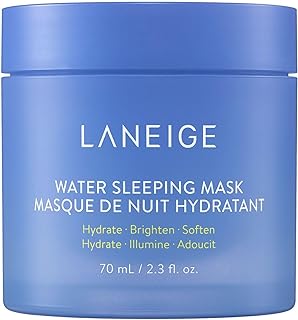 LANEIGE
WATER SLEEPING MASK
MASQUE DE NUIT HYDRATANT
Hydrate · Brighten · Soften
Hydrate · Illumine · Adoucit
70 mL / 2.3 fl. oz.